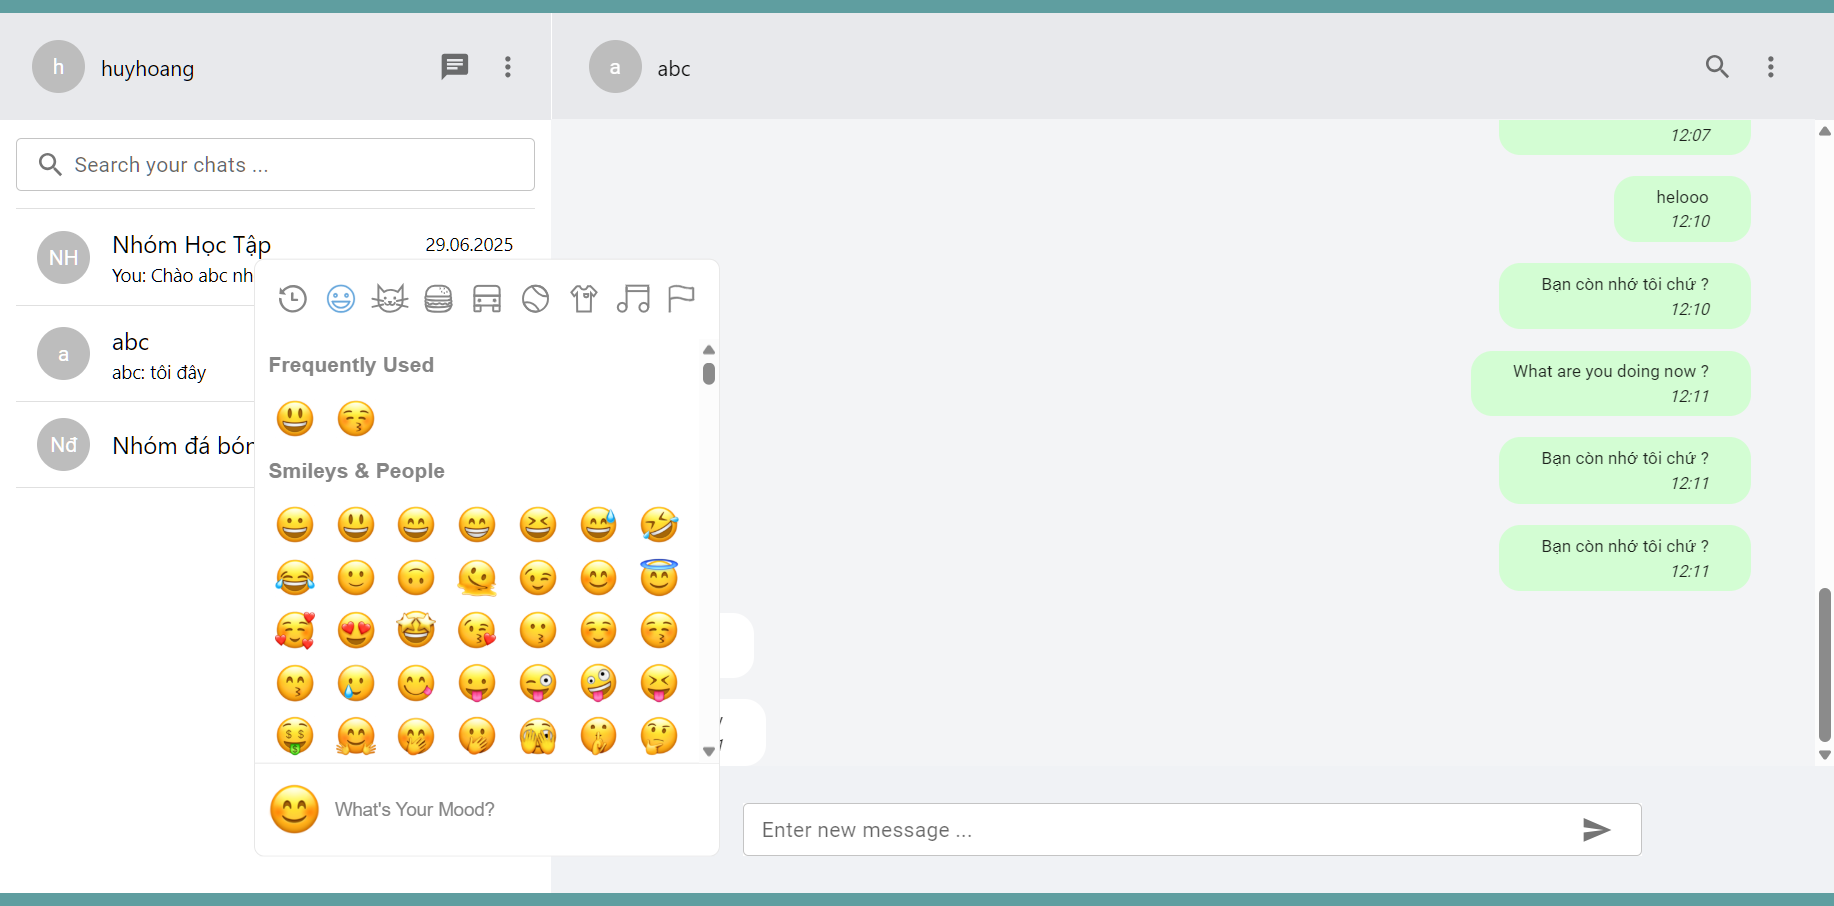 h
huyhoang
a
abc
Search your chats ...
NH
Nhóm Học Tập
29.06.2025
You: Chào abc nh
a
abc
abc: tôi đây
Nđ
Nhóm đá bón
Frequently Used
Smileys & People
What's Your Mood?
12:07
helooo
12:10
Bạn còn nhớ tôi chứ ?
12:10
What are you doing now ?
12:11
Bạn còn nhớ tôi chứ ?
12:11
Bạn còn nhớ tôi chứ ?
12:11
Enter new message ...